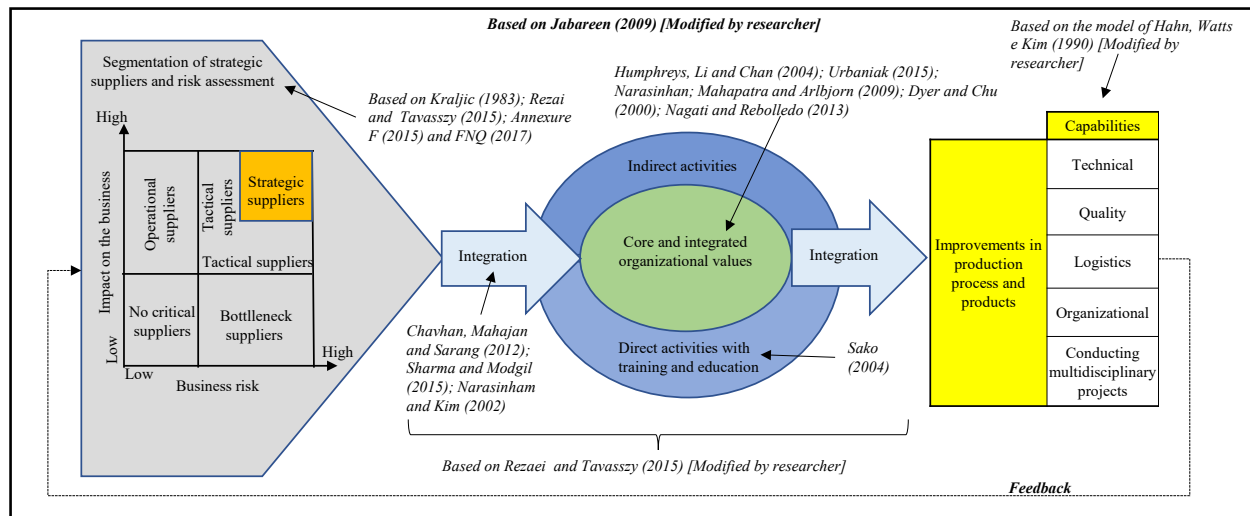 Based on Jabareen (2009) [Modified by researcher]
Based on the model of Hahn, Watts
e Kim (1990) [Modified by
researcher]
Segmentation of strategic
suppliers and risk assessment
Based on Kraljic (1983); Rezai
and Tavasszy (2015); Annexure
F (2015) and FNQ (2017)
Humphreys, Li and Chan (2004); Urbaniak (2015);
Narasinhan; Mahapatra and Arlbjorn (2009); Dyer and Chu
(2000); Nagati and Rebolledo (2013)
High
Impact on the business
Low
Operational
suppliers
Tactical
suppliers
Strategic
suppliers
Tactical suppliers
No critical
suppliers
Bottlleneck
suppliers
Low
High
Business risk
Integration
Chavhan, Mahajan
and Sarang (2012);
Sharma and Modgil
(2015); Narasinham
and Kim (2002)
Indirect activities
Core and integrated
organizational values
Direct activities with
training and education
Sako
(2004)
Integration
Improvements in
production
process and
products
Capabilities
Technical
Quality
Logistics
Organizational
Conducting
multidisciplinary
projects
Based on Rezaei and Tavasszy (2015) [Modified by researcher]
Feedback